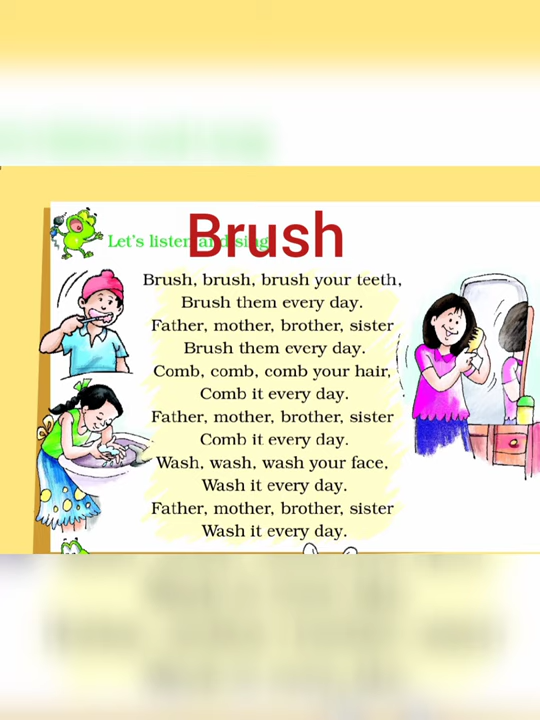 Brush
Let's listen and sing
Brush, brush, brush your teeth,
Brush them every day.
Father, mother, brother, sister
Brush them every day.
Comb, comb, comb your hair,
Comb it every day.
Father, mother, brother, sister
Comb it every day.
Wash, wash, wash your face,
Wash it every day.
Father, mother, brother, sister
Wash it every day.